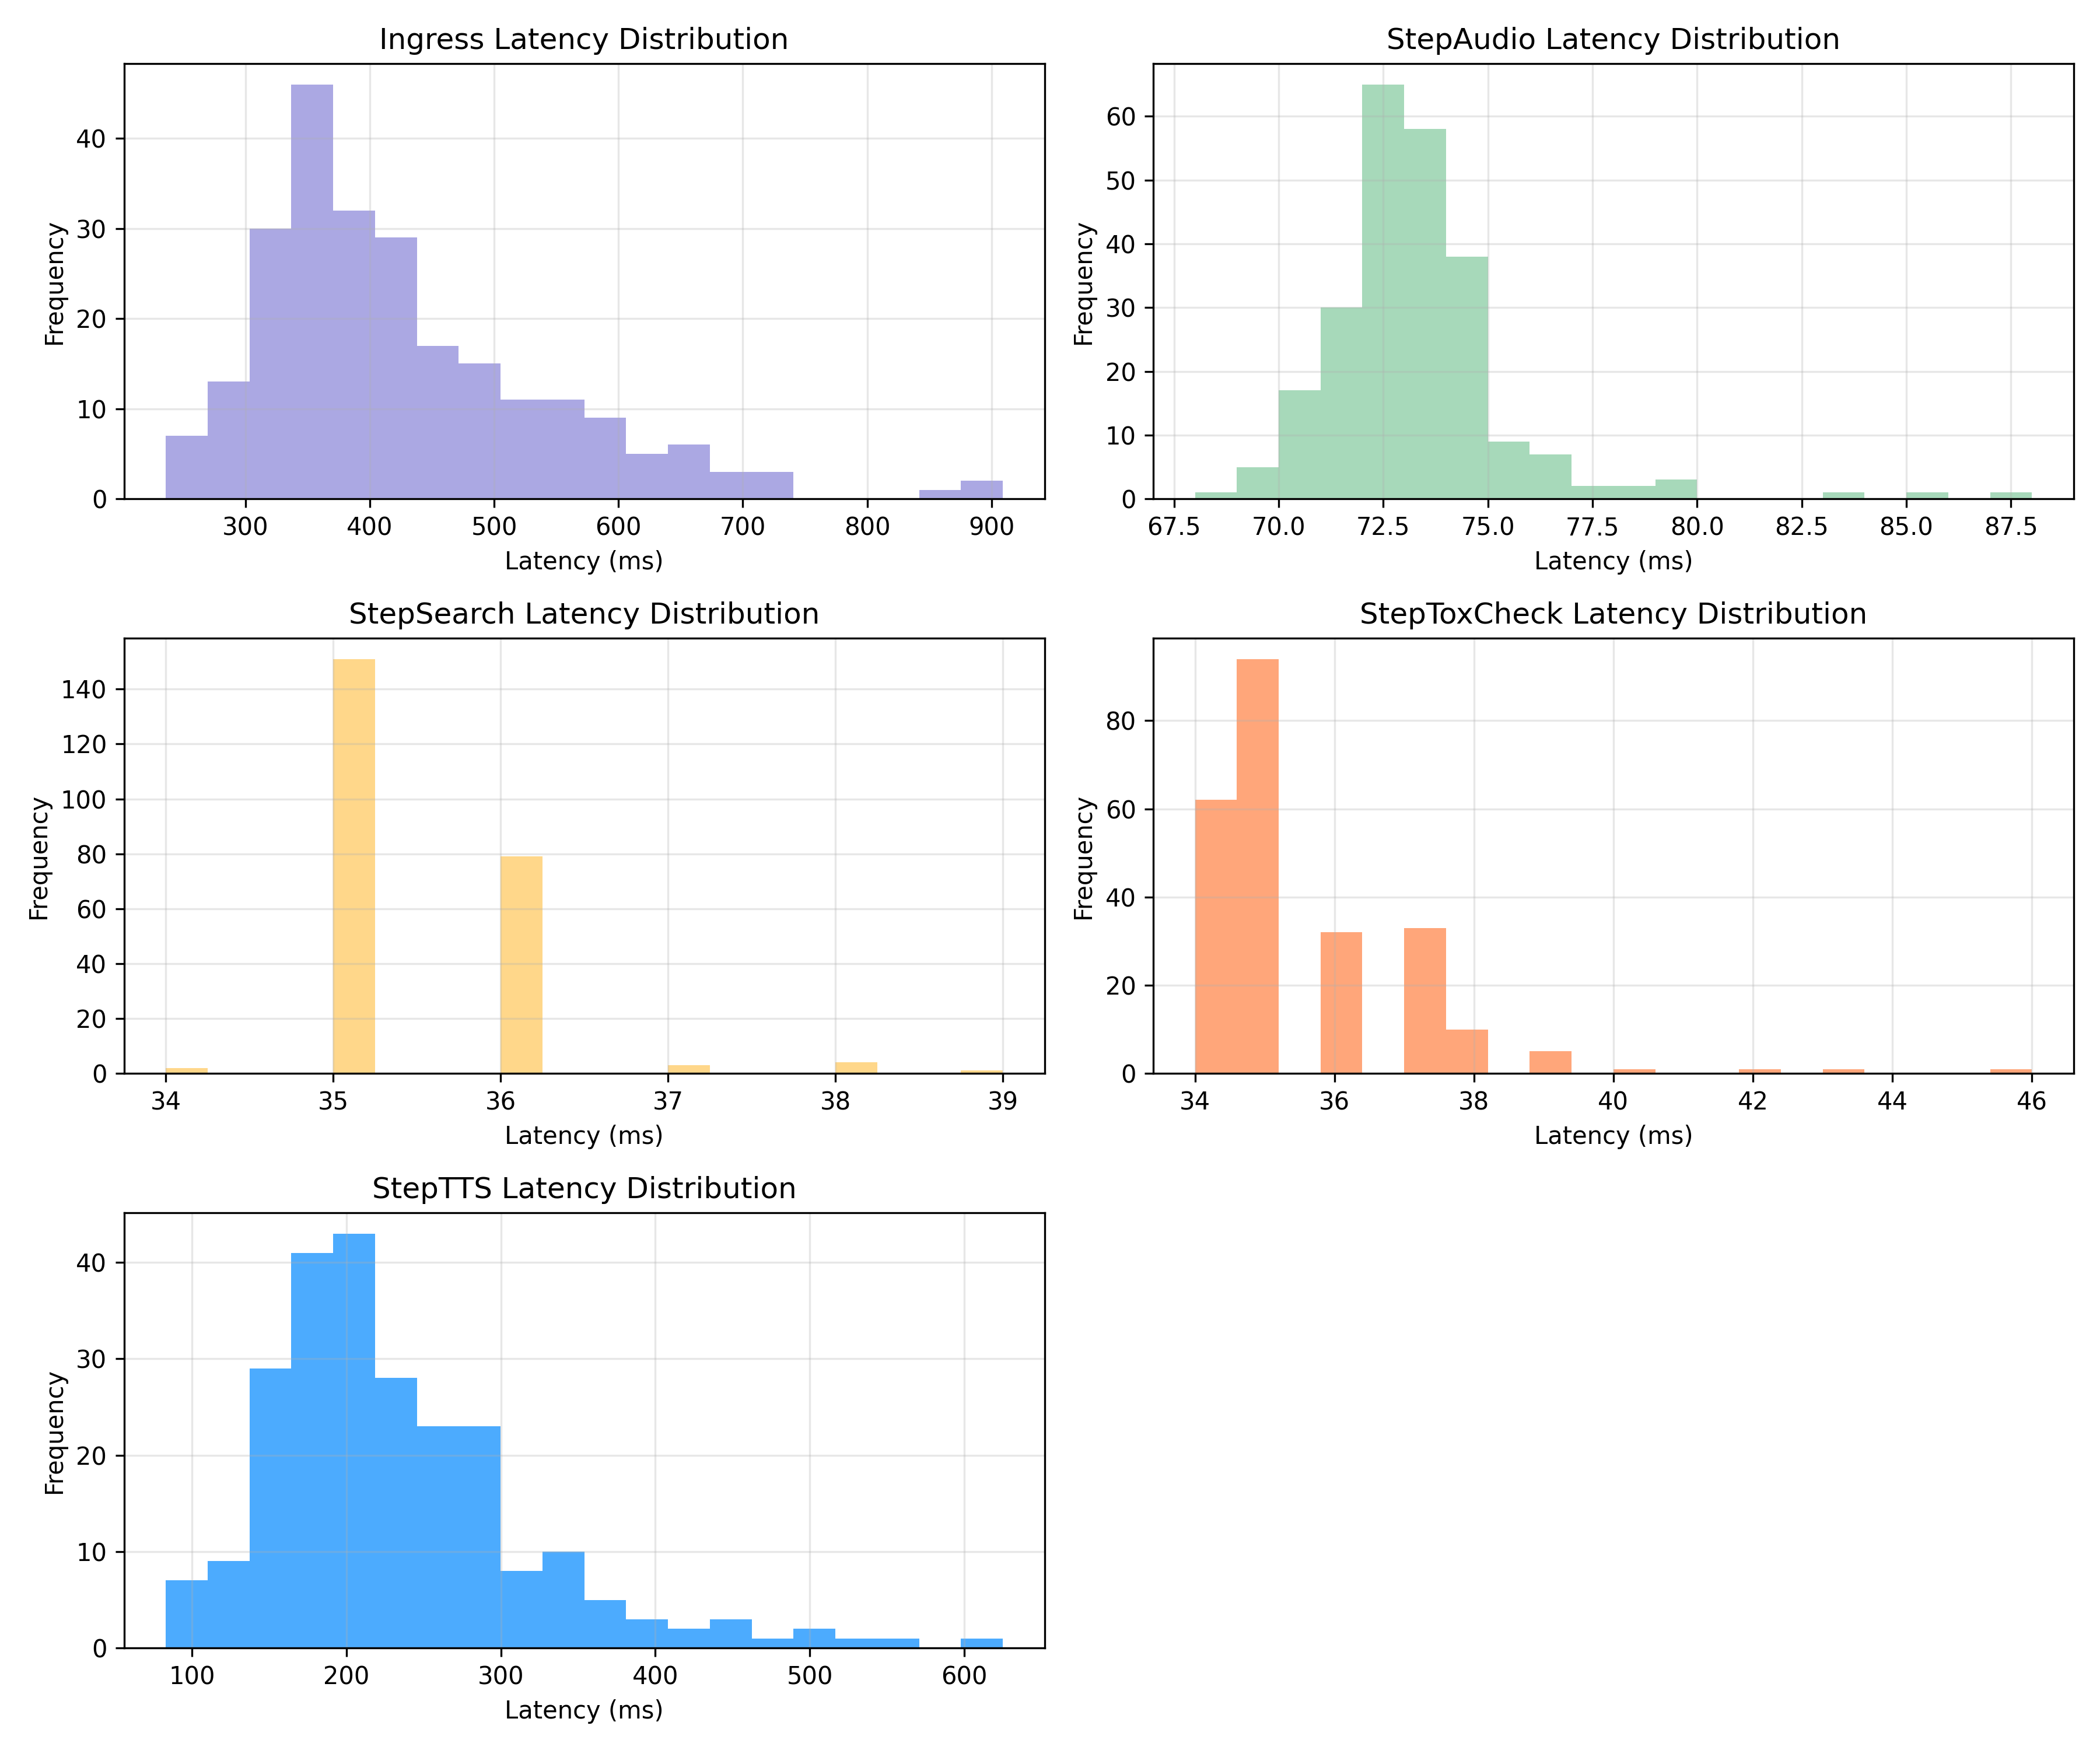 Ingress Latency Distribution
Frequency
40
30
20
10
0
300 400 500 600 700 800 900
Latency (ms)
StepAudio Latency Distribution
Frequency
60
50
40
30
20
10
0
67.5 70.0 72.5 75.0 77.5 80.0 82.5 85.0 87.5
Latency (ms)
StepSearch Latency Distribution
Frequency
140
120
100
80
60
40
20
0
34 35 36 37 38 39
Latency (ms)
StepToxCheck Latency Distribution
Frequency
80
60
40
20
0
34 36 38 40 42 44 46
Latency (ms)
StepTTS Latency Distribution
Frequency
40
30
20
10
0
100 200 300 400 500 600
Latency (ms)